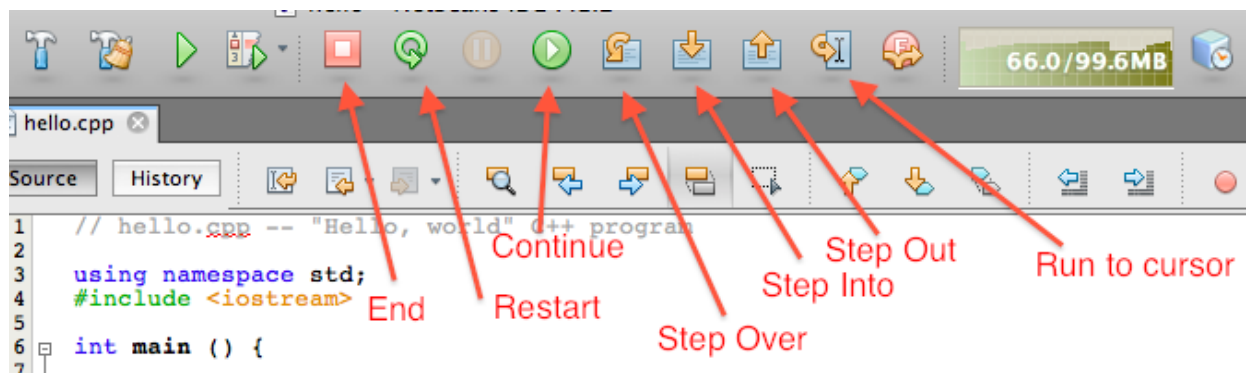 66.0/99.6MB
hello.cpp
Source
History
1 // hello.cpp -- "Hello, world" C++ program
2
3 using namespace std;
4 #include <iostream>
5
6 int main () {
7
End
Restart
Continue
Step Over
Step Into
Step Out
Run to cursor